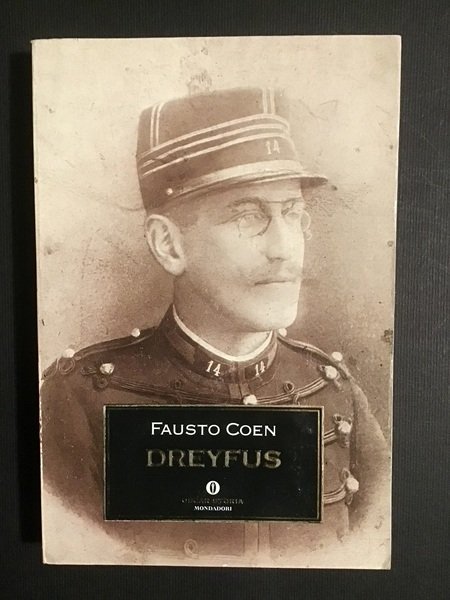 14
14 14
FAUSTO COEN
DREYFUS
OSCAR STORIA
MONDADORI